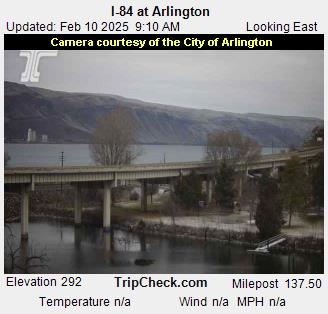 I-84 at Arlington
Updated: Feb 10 2025 9:10 AM Looking East
Camera courtesy of the City of Arlington
Elevation 292 TripCheck.com Milepost 137.50
Temperature n/a Wind n/a MPH n/a